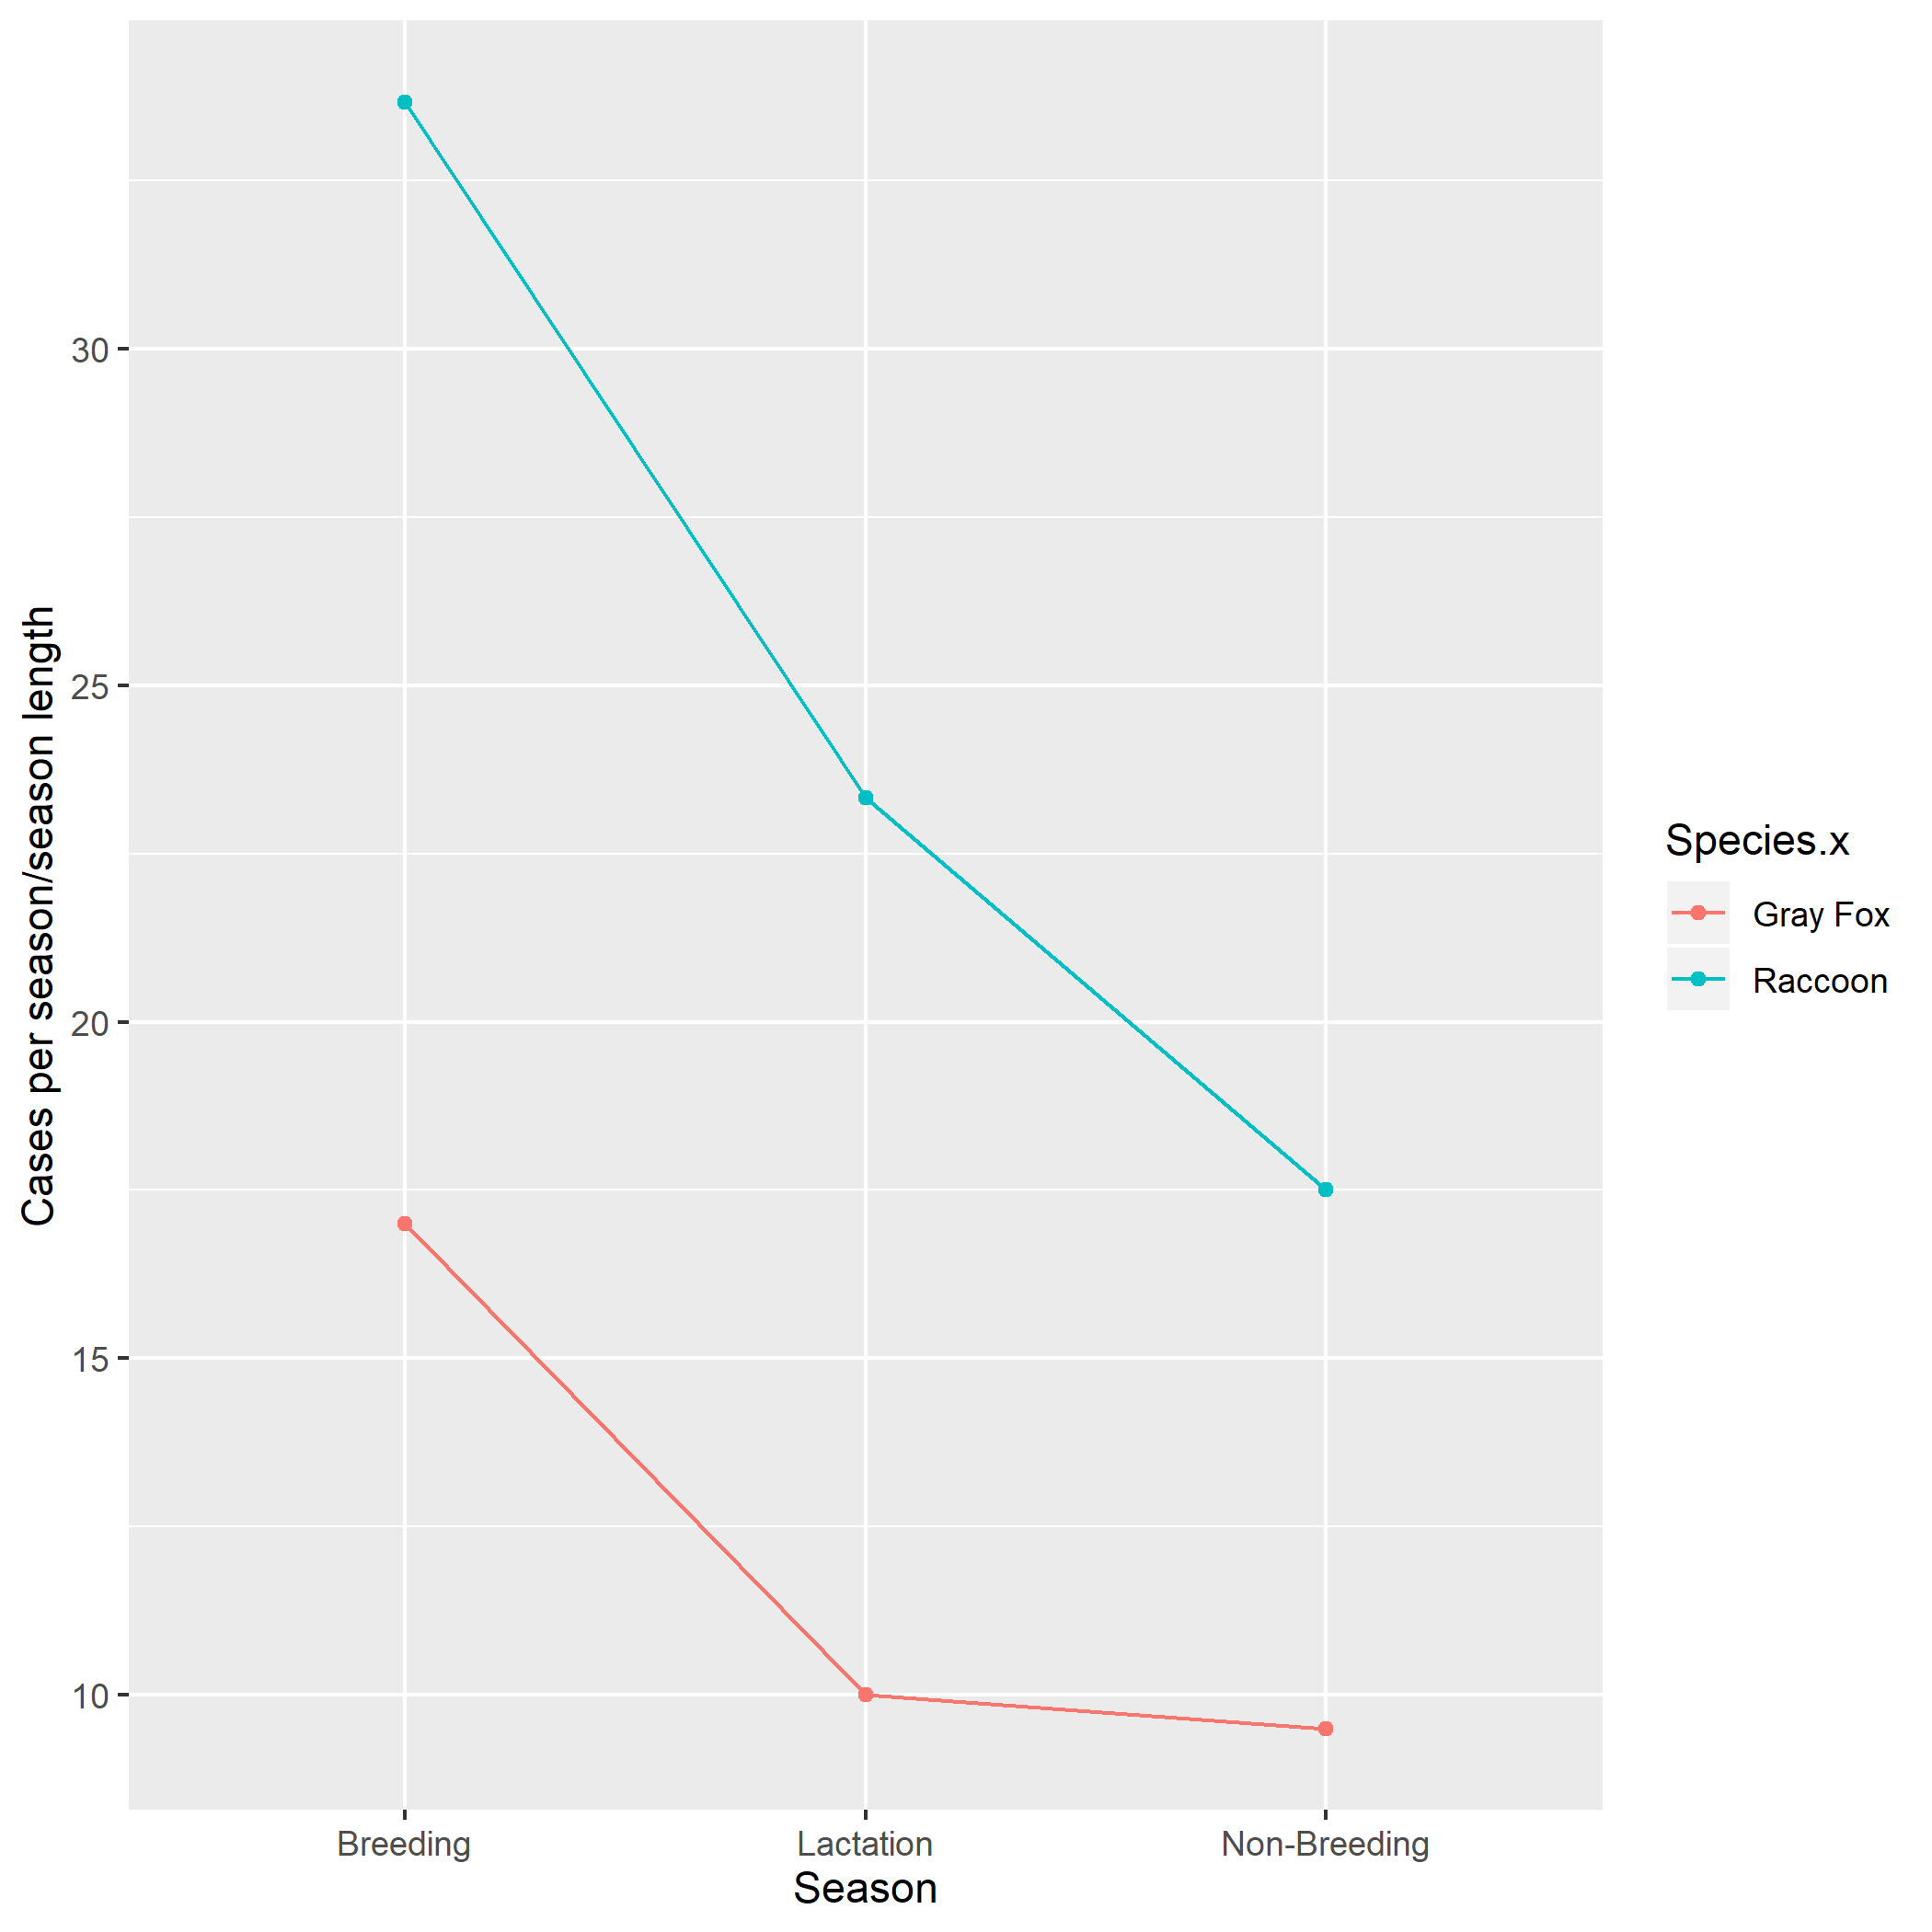 Cases per season/season length
30
25
20
15
10
Breeding
Lactation
Non-Breeding
Season
Species.x
Gray Fox
Raccoon